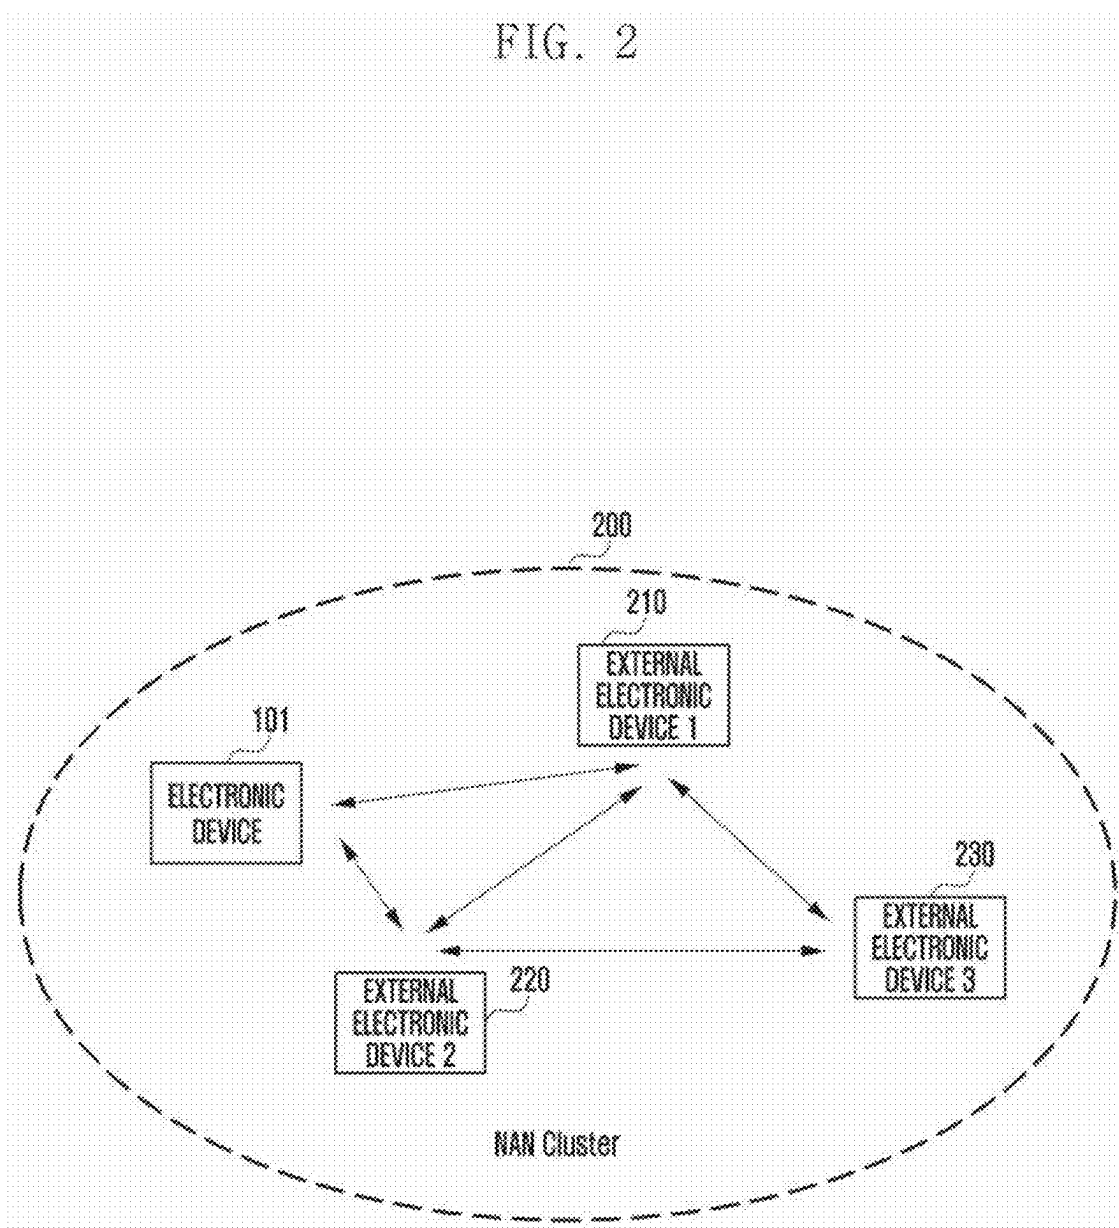 FIG. 2
200
210
EXTERNAL
ELECTRONIC
DEVICE 1
101
ELECTRONIC
DEVICE
230
EXTERNAL
ELECTRONIC
DEVICE 3
220
EXTERNAL
ELECTRONIC
DEVICE 2
NAN Cluster